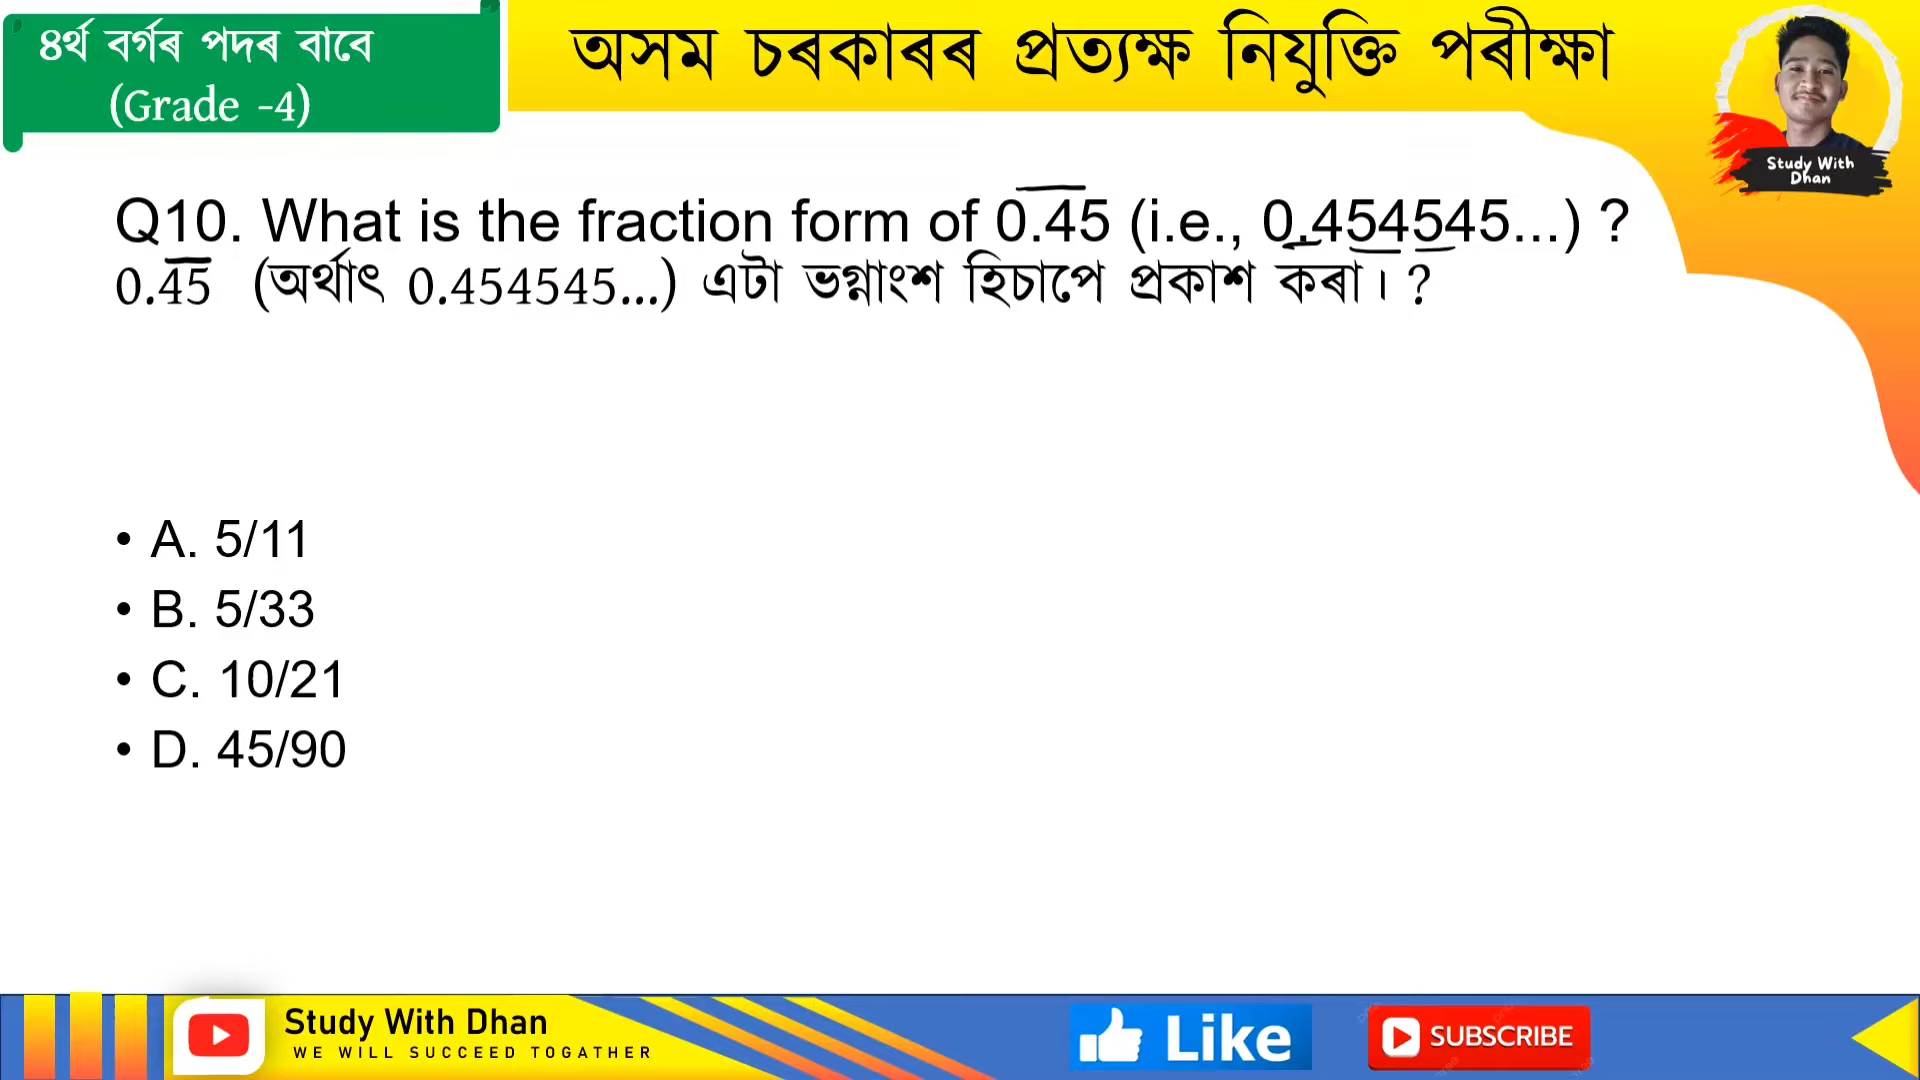 ৪ৰ্থ বৰ্গৰ পদৰ বাবে
(Grade -4)
অসম চৰকাৰৰ প্ৰত্যক্ষ নিযুক্তি পৰীক্ষা
Study With
Dhan
Q10. What is the fraction form of 0.45 (i.e., 0.454545...) ?
0.45 (অৰ্থাৎ 0.454545...) এটা ভগ্নাংশ হিচাপে প্ৰকাশ কৰা। ?
• A. 5/11
• B. 5/33
• C. 10/21
• D. 45/90
Study With Dhan
WE WILL SUCCEED TOGATHER
Like
SUBSCRIBE